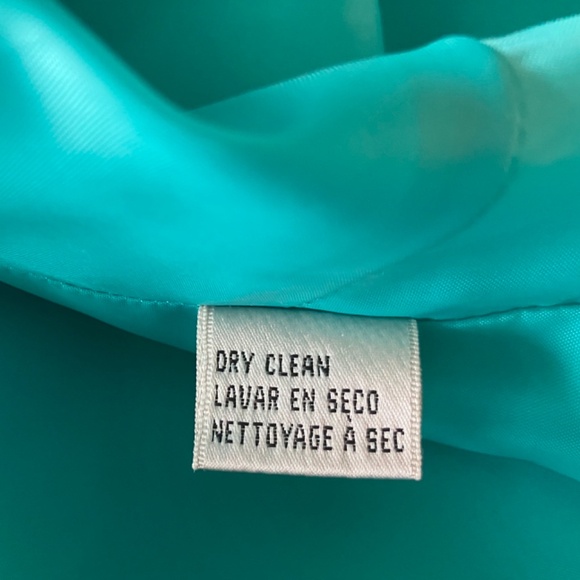 DRY CLEAN
LAVAR EN SECO
NETTOYAGE À SEC